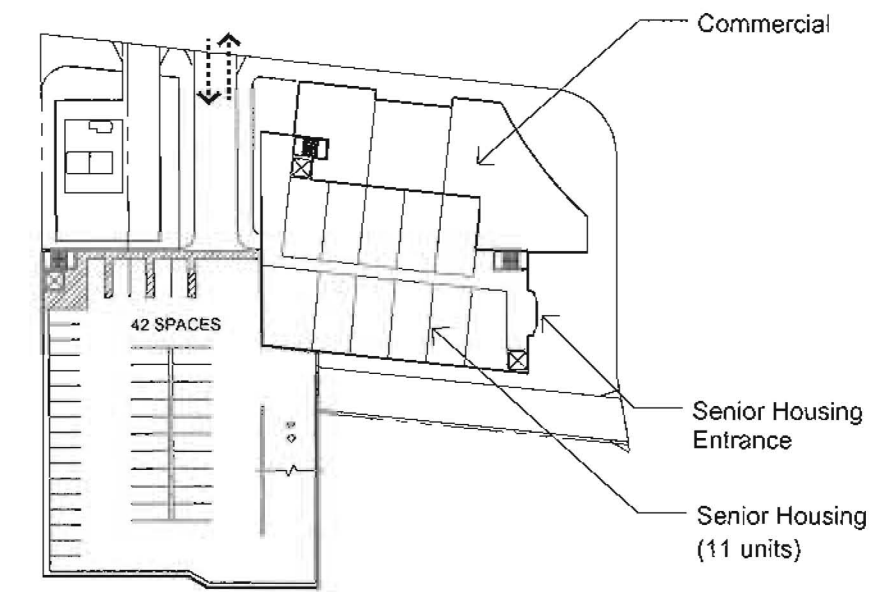 Commercial
42 SPACES
Senior Housing
Entrance
Senior Housing
(11 units)